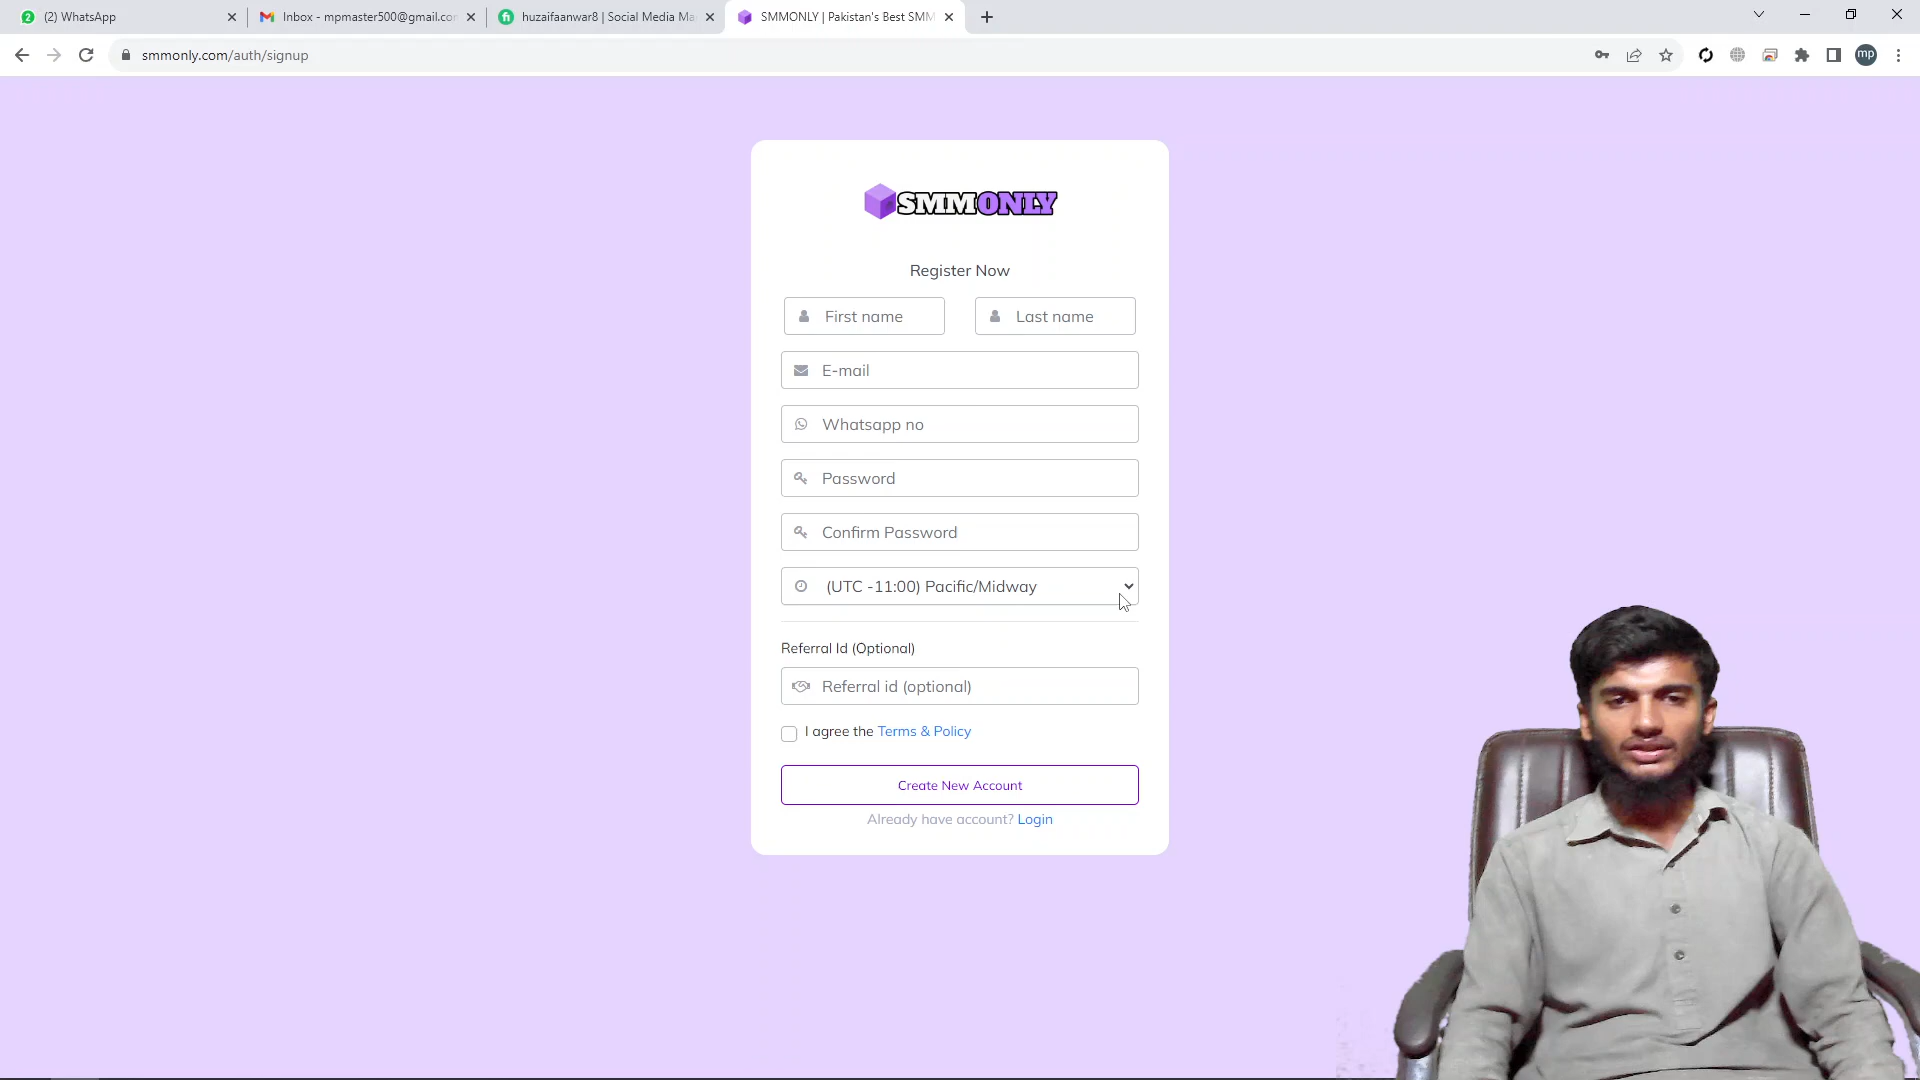 (2) WhatsApp
Inbox - mpmaster500@gmail.co
huzaifaanwar8 | Social Media Ma
SMMONLY | Pakistan's Best SMM
smmonly.com/auth/signup
mp
SMMONLY
Register Now
First name
Last name
E-mail
Whatsapp no
Password
Confirm Password
(UTC -11:00) Pacific/Midway
Referral Id (Optional)
Referral id (optional)
I agree the Terms & Policy
Create New Account
Already have account? Login